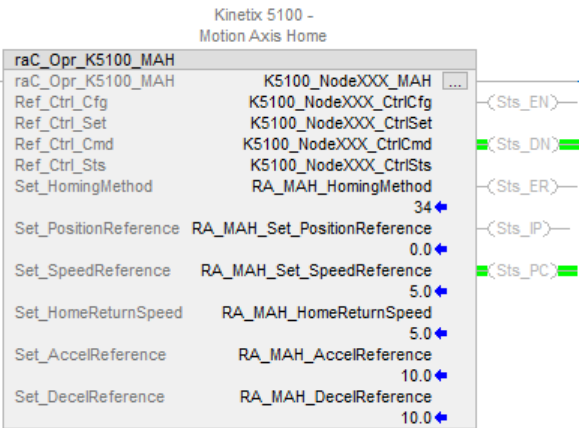 Kinetix 5100 -
Motion Axis Home
raC_Opr_K5100_MAH
raC_Opr_K5100_MAH K5100_NodeXXX_MAH ...
Ref_Ctrl_Cfg K5100_NodeXXX_CtrlCfg (Sts_EN)
Ref_Ctrl_Set K5100_NodeXXX_CtrlSet
Ref_Ctrl_Cmd K5100_NodeXXX_CtrlCmd (Sts_DN)
Ref_Ctrl_Sts K5100_NodeXXX_CtrlSts
Set_HomingMethod RA_MAH_HomingMethod (Sts_ER)
34
Set_PositionReference RA_MAH_Set_PositionReference (Sts_IP)
0.0
Set_SpeedReference RA_MAH_Set_SpeedReference (Sts_PC)
5.0
Set_HomeReturnSpeed RA_MAH_HomeReturnSpeed
5.0
Set_AccelReference RA_MAH_AccelReference
10.0
Set_DecelReference RA_MAH_DecelReference
10.0